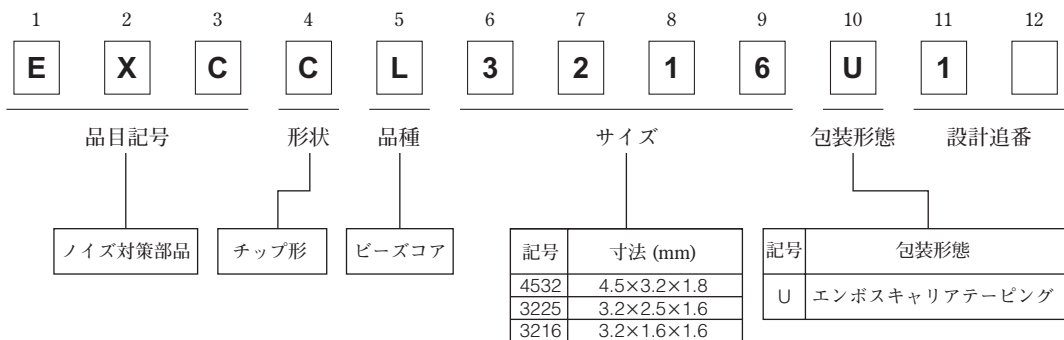 1 2 3 4 5 6 7 8 9 10 11 12
E X C C L 3 2 1 6 U 1
品目記号 形状 品種 サイズ 包装形態 設計追番
ノイズ対策部品 チップ形 ビーズコア
記号 寸法 (mm)
4532 4.5×3.2×1.8
3225 3.2×2.5×1.6
3216 3.2×1.6×1.6
記号 包装形態
U エンボスキャリアテーピング